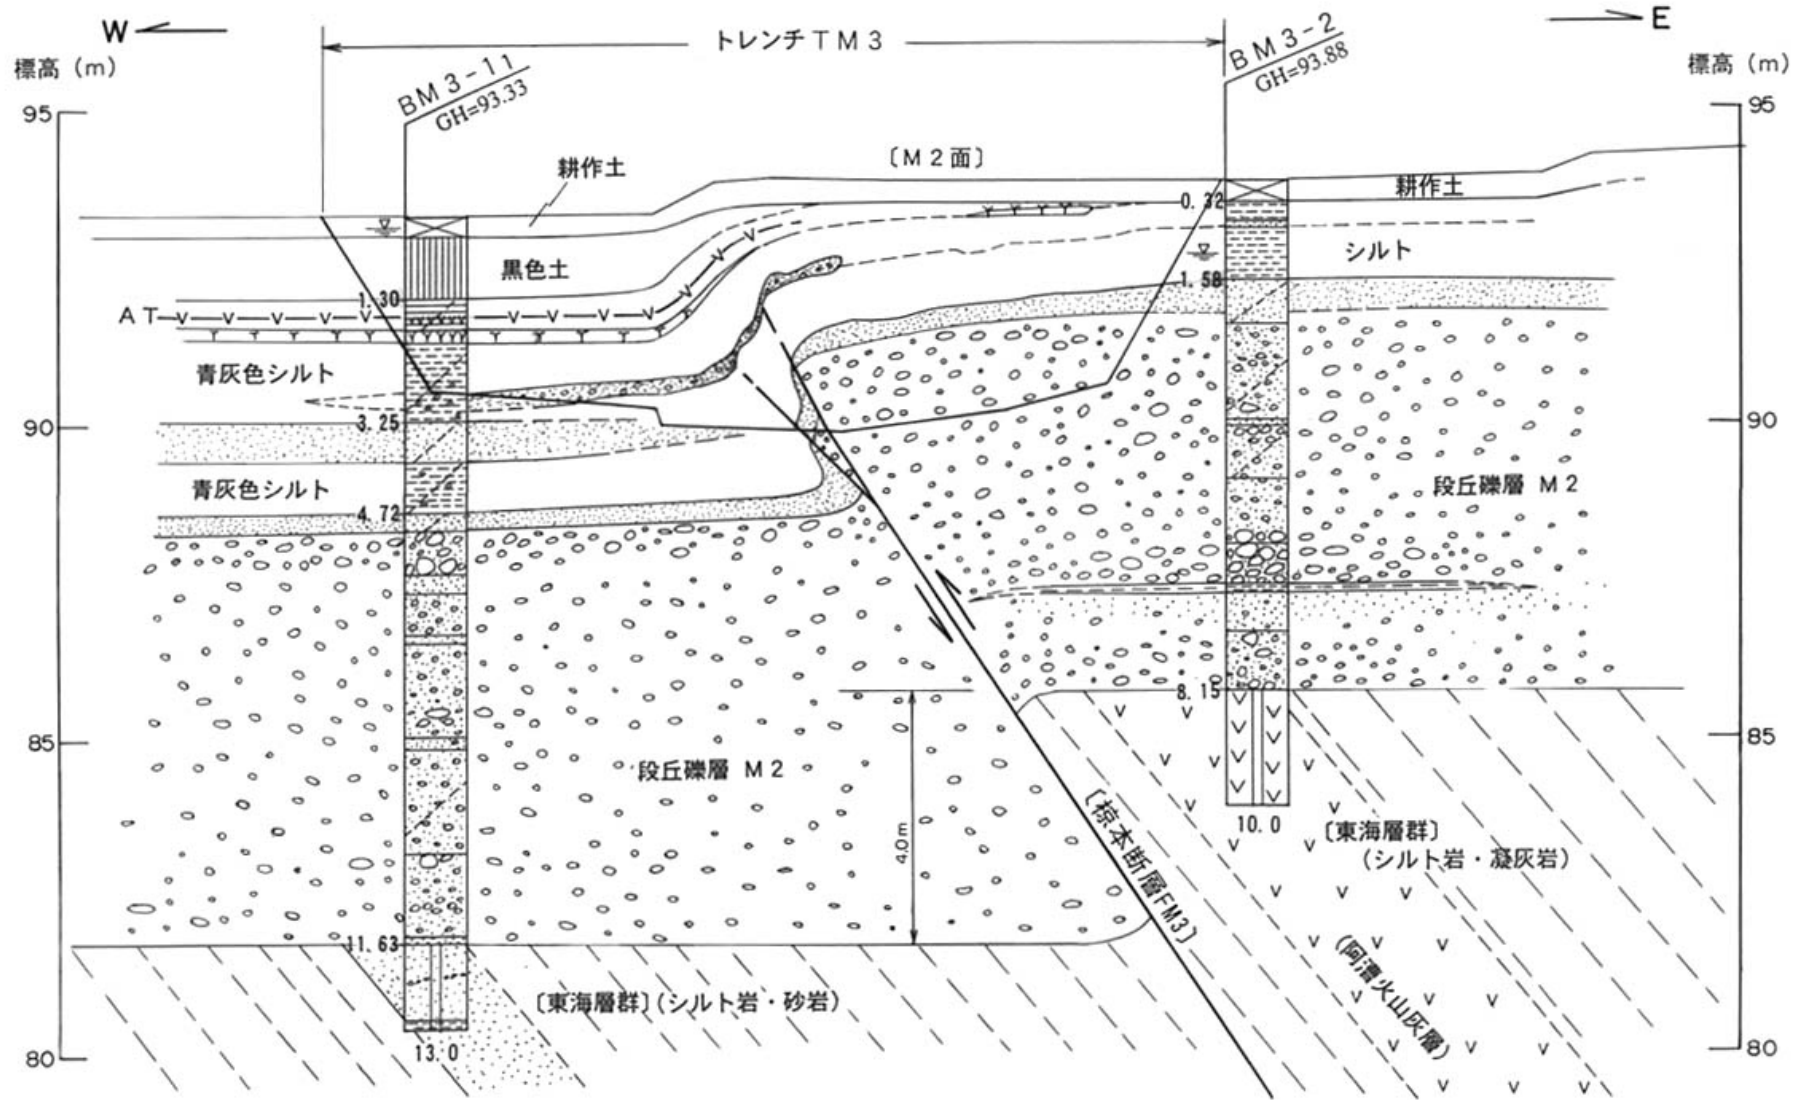 W
E
トレンチTM3
標高(m)
標高(m)
BM3-11
GH=93.33
BM3-2
GH=93.88
95
95
〔M2面〕
耕作土
耕作土
0.32
黒色土
シルト
1.30
1.58
AT
青灰色シルト
3.25
90
90
青灰色シルト
4.72
段丘礫層 M2
8.15
85
85
段丘礫層 M2
4.0m
〔椋本断層FM3〕
10.0
〔東海層群〕
(シルト岩・凝灰岩)
11.63
(阿漕火山灰層)
〔東海層群〕(シルト岩・砂岩)
13.0
80
80